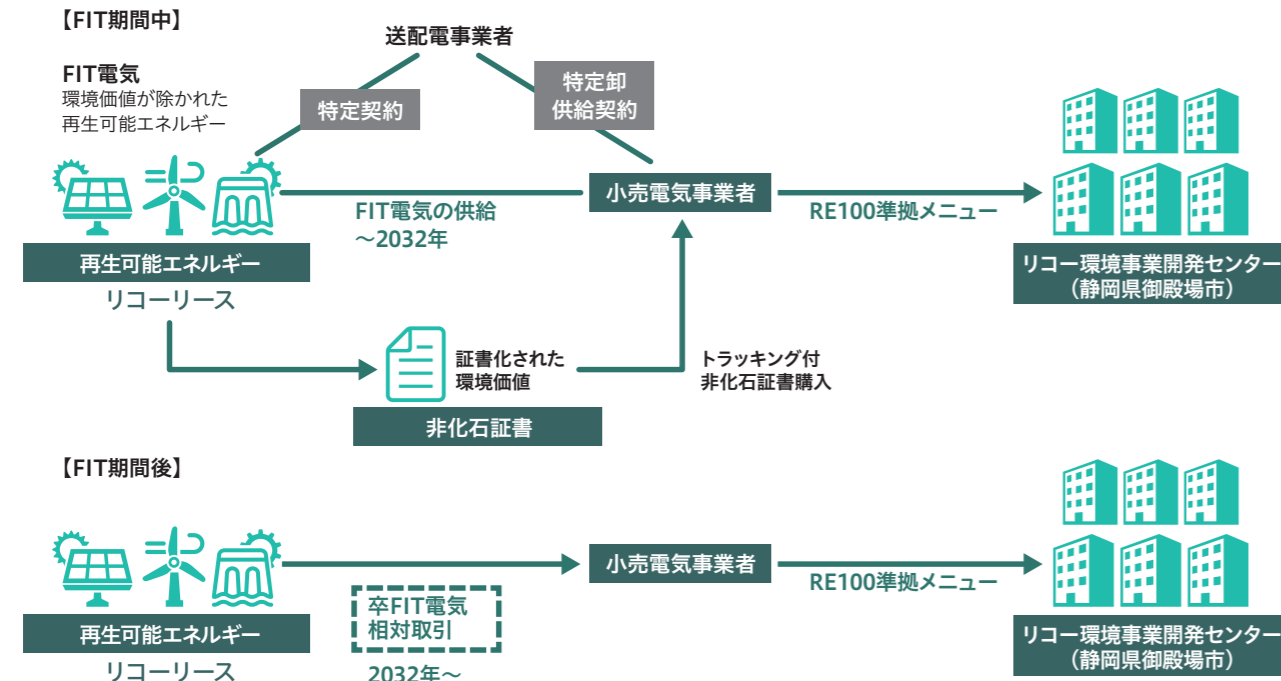 【FIT期間中】
送配電事業者
FIT電気
環境価値が除かれた
再生可能エネルギー
特定契約
特定卸
供給契約
小売電気事業者
FIT電気の供給
～2032年
RE100準拠メニュー
再生可能エネルギー
リコーリース
リコー環境事業開発センター
（静岡県御殿場市）
証書化された
環境価値
トラッキング付
非化石証書購入
非化石証書
【FIT期間後】
小売電気事業者
RE100準拠メニュー
卒FIT電気
相対取引
2032年～
再生可能エネルギー
リコーリース
リコー環境事業開発センター
（静岡県御殿場市）